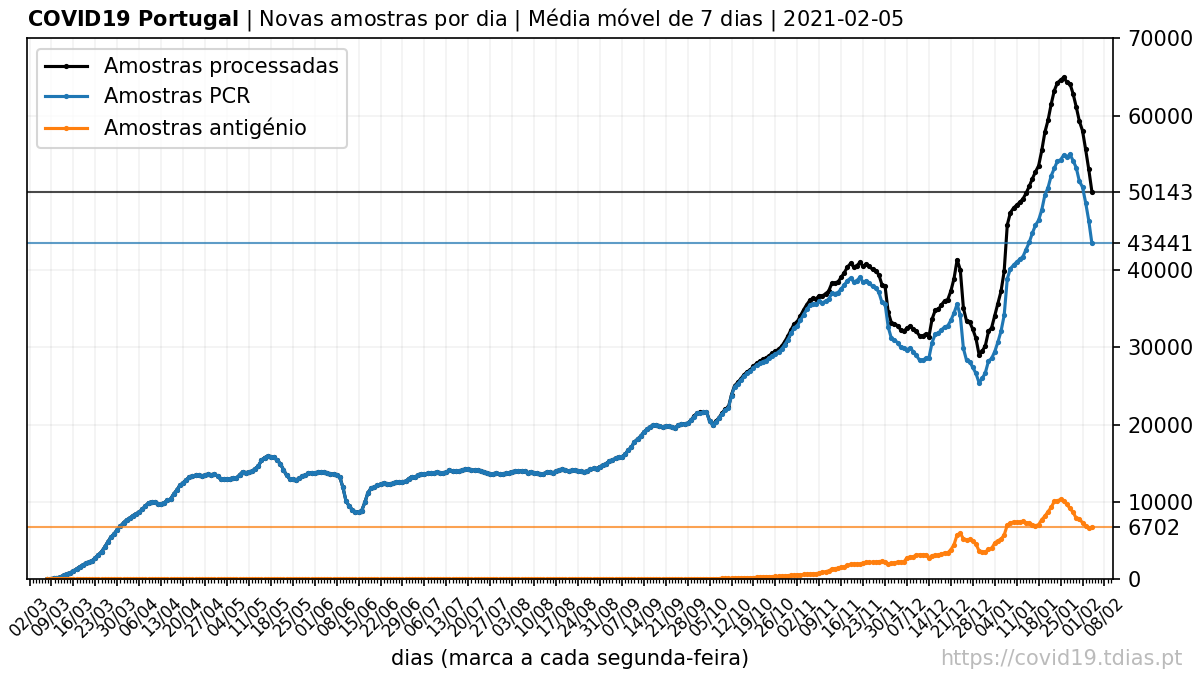 COVID19 Portugal | Novas amostras por dia | Média móvel de 7 dias | 2021-02-05
Amostras processadas
Amostras PCR
Amostras antigénio
70000
60000
50143
43441
40000
30000
20000
10000
6702
0
02/03 09/03 16/03 23/03 30/03 06/04 13/04 20/04 27/04 04/05 11/05 18/05 25/05 01/06 08/06 15/06 22/06 29/06 06/07 13/07 20/07 27/07 03/08 10/08 17/08 24/08 31/08 07/09 14/09 21/09 28/09 05/10 12/10 19/10 26/10 02/11 09/11 16/11 23/11 30/11 07/12 14/12 21/12 28/12 04/01 11/01 18/01 25/01 01/02 08/02
dias (marca a cada segunda-feira)
https://covid19.tdias.pt